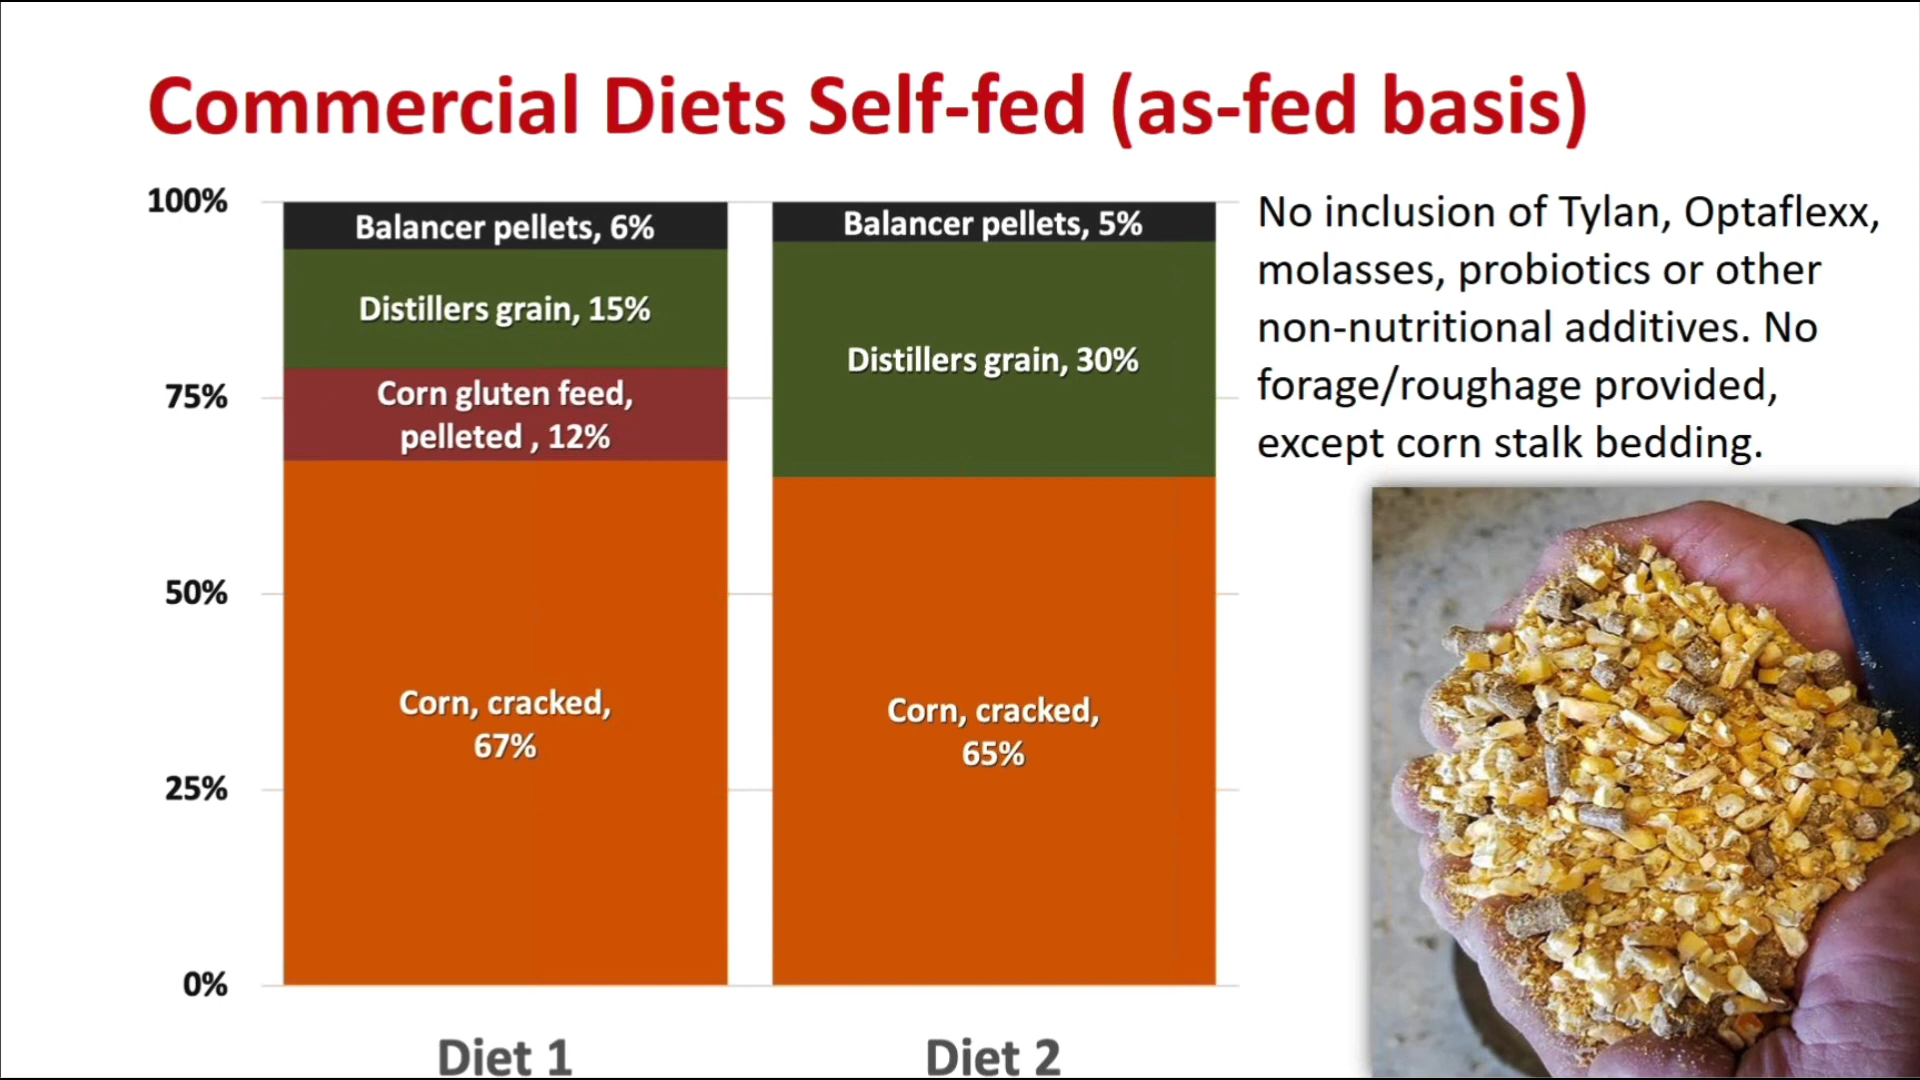 Commercial Diets Self-fed (as-fed basis)
100%
75%
50%
25%
0%
Balancer pellets, 6%
Distillers grain, 15%
Corn gluten feed,
pelleted , 12%
Corn, cracked,
67%
Diet 1
Balancer pellets, 5%
Distillers grain, 30%
Corn, cracked,
65%
Diet 2
No inclusion of Tylan, Optaflexx,
molasses, probiotics or other
non-nutritional additives. No
forage/roughage provided,
except corn stalk bedding.